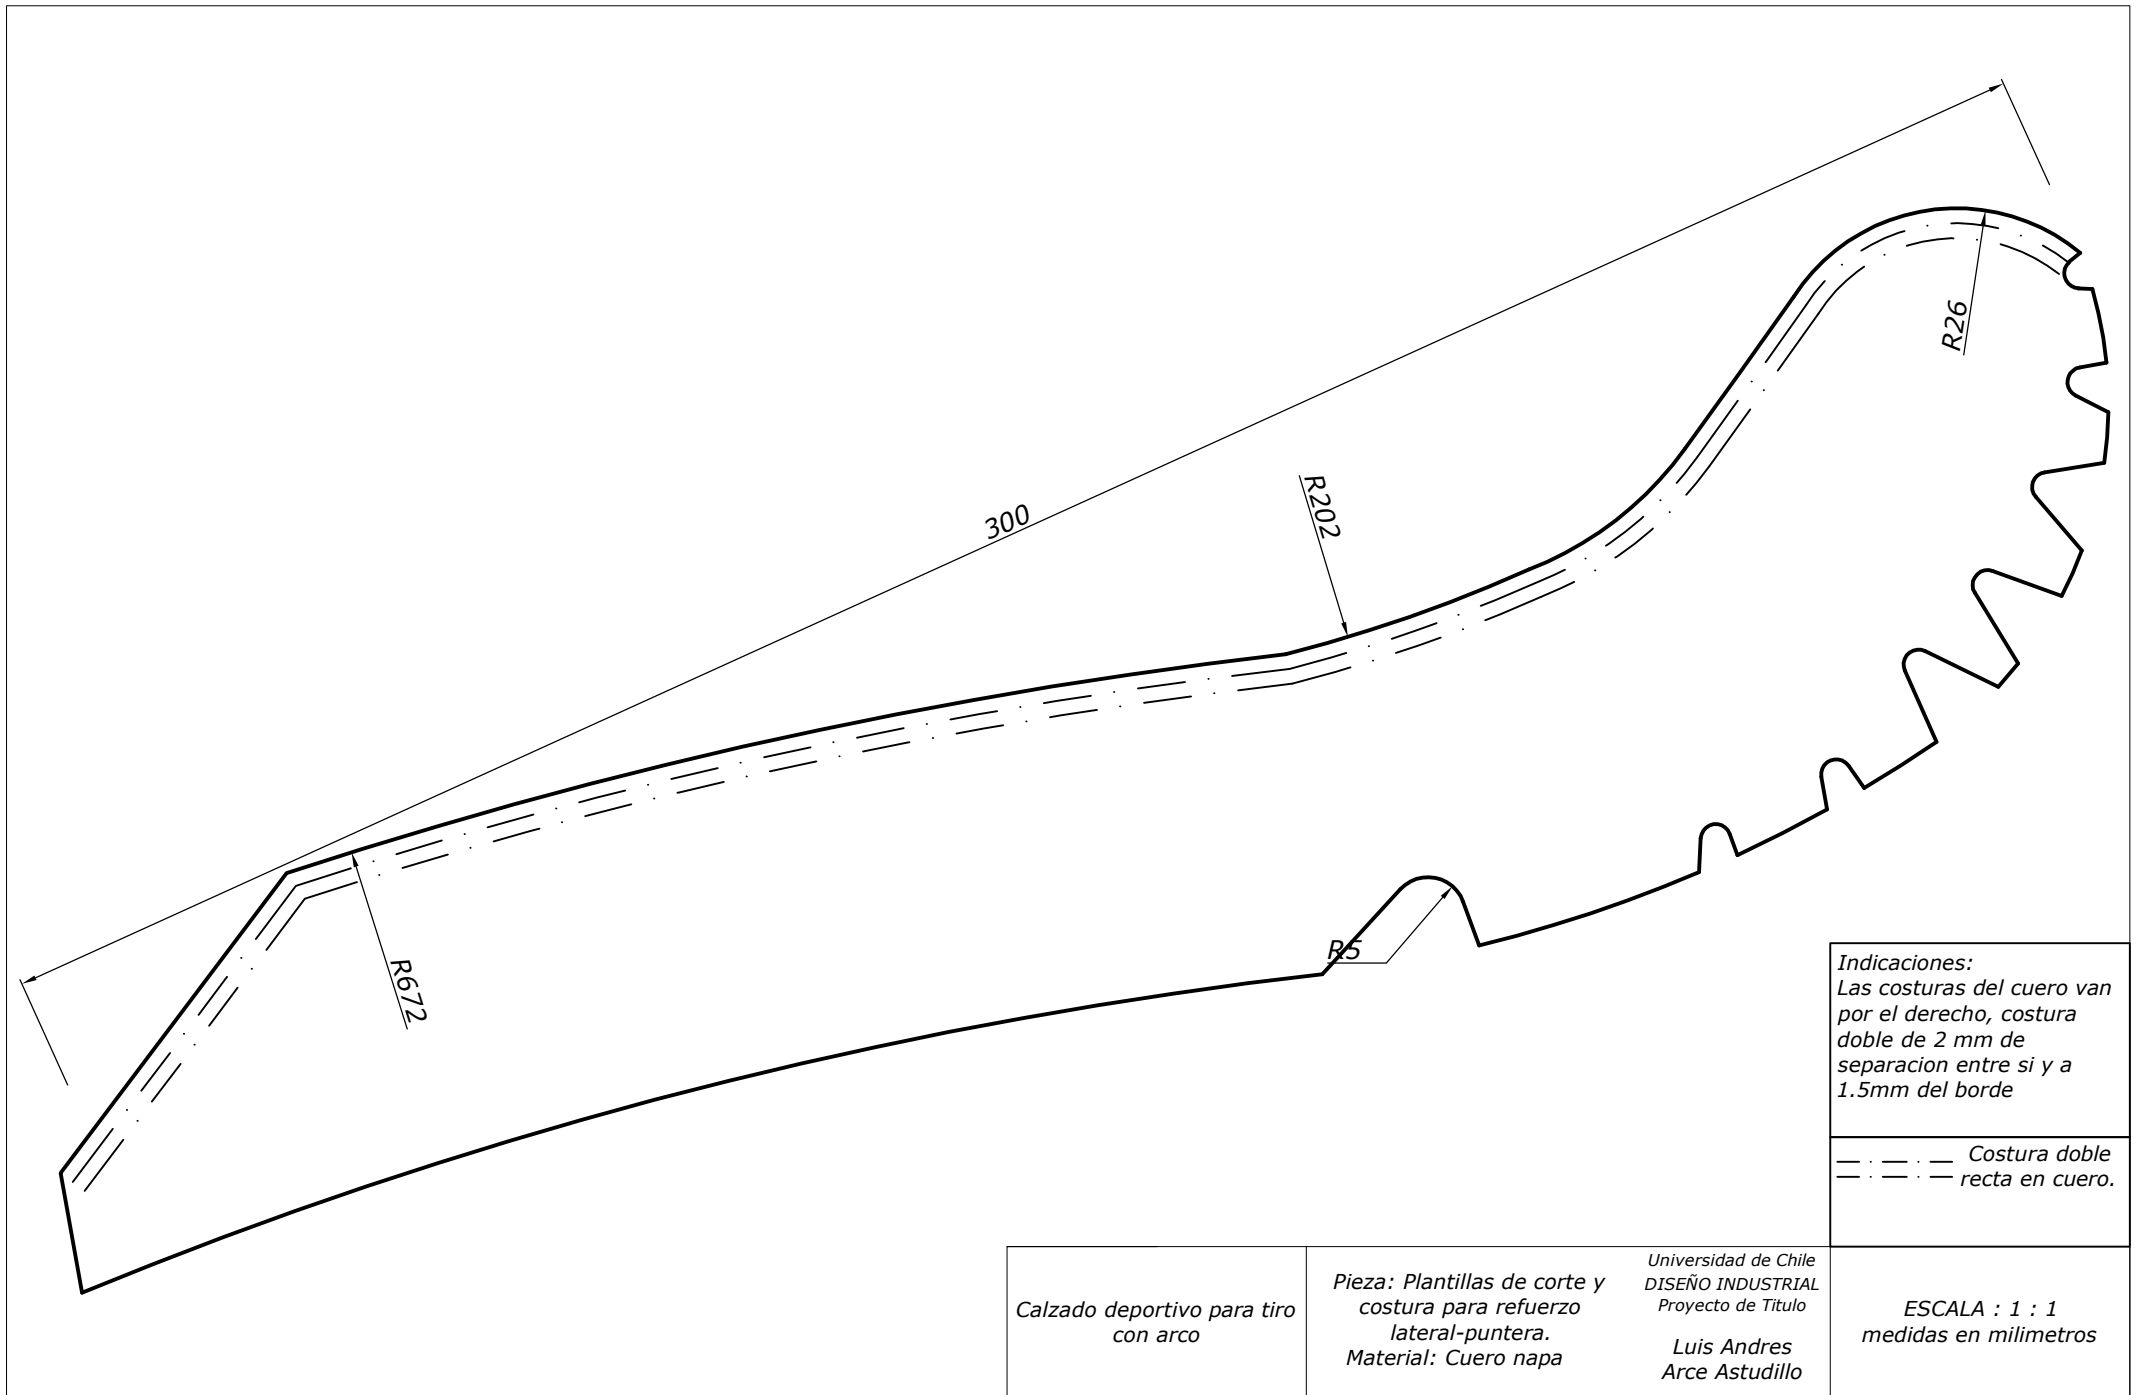 300
R26
R202
R672
R5
Indicaciones:
Las costuras del cuero van
por el derecho, costura
doble de 2 mm de
separacion entre si y a
1.5mm del borde
Costura doble
recta en cuero.
Calzado deportivo para tiro
con arco
Pieza: Plantillas de corte y
costura para refuerzo
lateral-puntera.
Material: Cuero napa
Universidad de Chile
DISEÑO INDUSTRIAL
Proyecto de Titulo
Luis Andres
Arce Astudillo
ESCALA : 1 : 1
medidas en milimetros